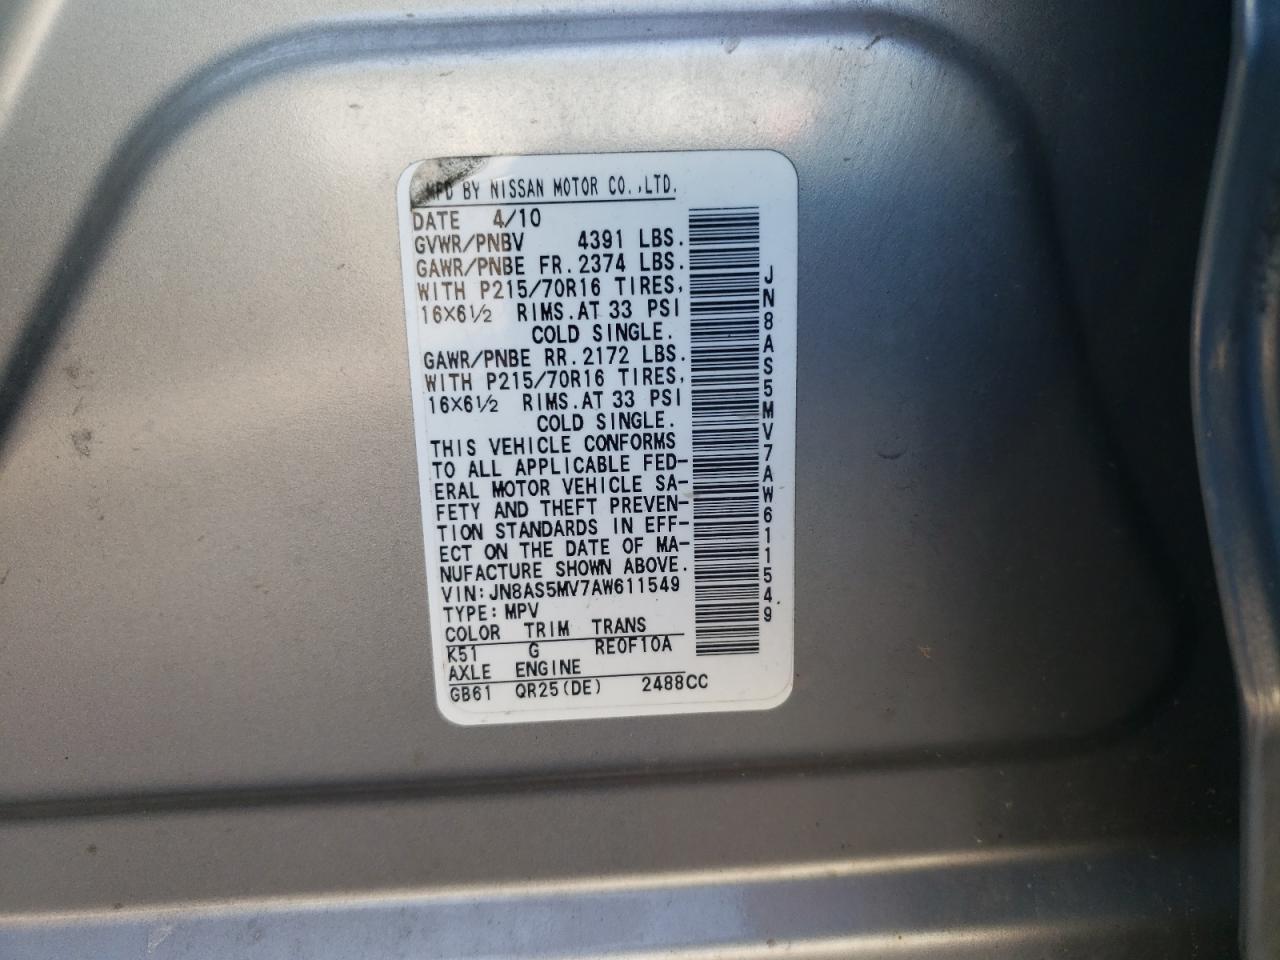 MFD BY NISSAN MOTOR CO.,LTD.
DATE 4/10
GVWR/PNBV 4391 LBS.
GAWR/PNBE FR.2374 LBS.
WITH P215/70R16 TIRES,
16X6½ RIMS.AT 33 PSI
COLD SINGLE.
GAWR/PNBE RR.2172 LBS.
WITH P215/70R16 TIRES,
16X6½ RIMS.AT 33 PSI
COLD SINGLE.
THIS VEHICLE CONFORMS
TO ALL APPLICABLE FED-
ERAL MOTOR VEHICLE SA-
FETY AND THEFT PREVEN-
TION STANDARDS IN EFF-
ECT ON THE DATE OF MA-
NUFACTURE SHOWN ABOVE.
VIN:JN8AS5MV7AW611549
TYPE:MPV
COLOR TRIM TRANS
K51 G RE0F10A
AXLE ENGINE
GB61 QR25(DE) 2488CC
JN8AS5MV7AW611549